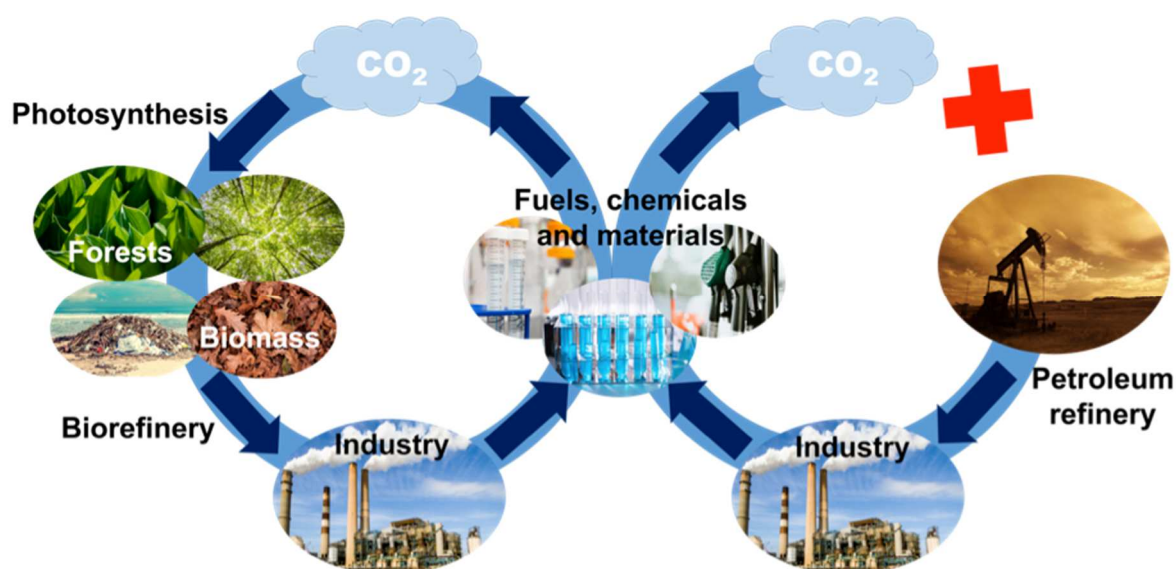 CO₂
CO₂
Photosynthesis
Forests
Biomass
Fuels, chemicals
and materials
Biorefinery
Industry
Industry
Petroleum
refinery